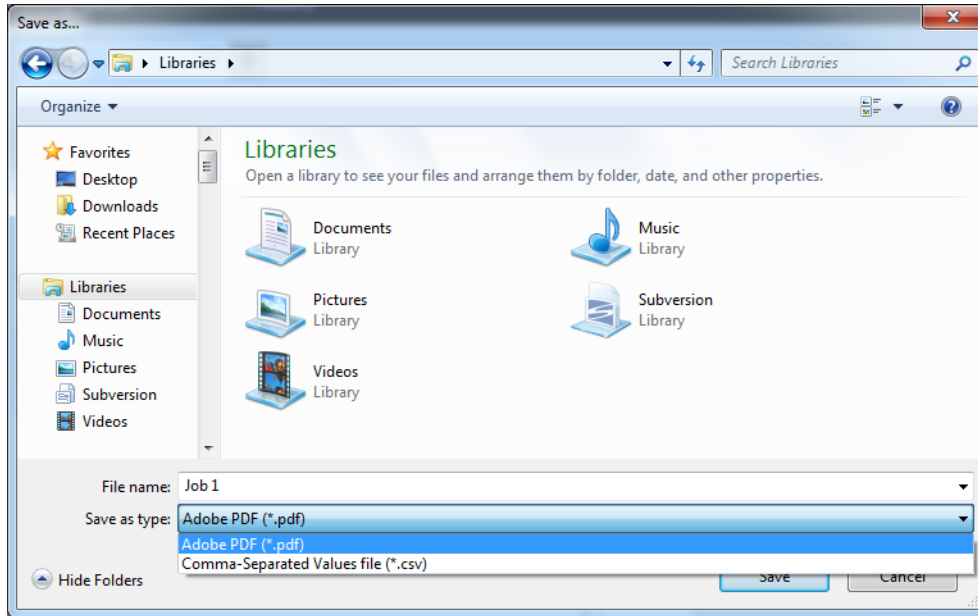 Save as...
Libraries
Search Libraries
Organize
Favorites
Desktop
Downloads
Recent Places
Libraries
Documents
Music
Pictures
Subversion
Videos
Libraries
Open a library to see your files and arrange them by folder, date, and other properties.
Documents
Library
Music
Library
Pictures
Library
Subversion
Library
Videos
Library
File name: Job 1
Save as type: Adobe PDF (*.pdf)
Adobe PDF (*.pdf)
Comma-Separated Values file (*.csv)
Hide Folders
Save
Cancel